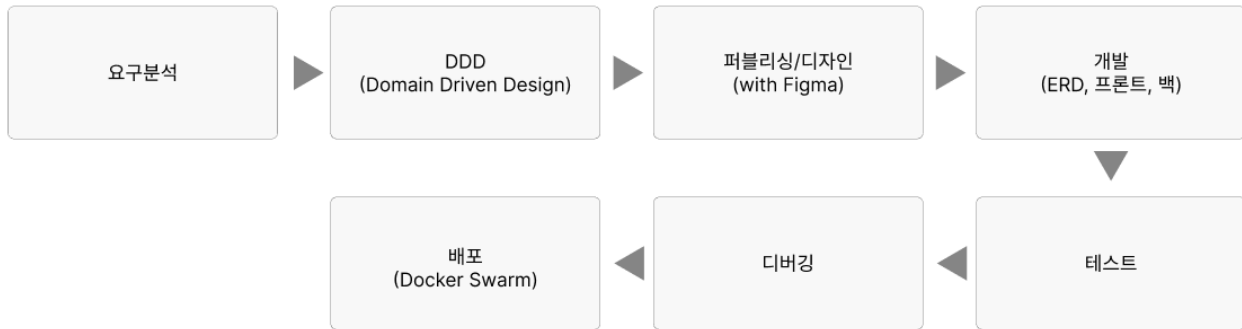 요구분석
DDD
(Domain Driven Design)
퍼블리싱/디자인
(with Figma)
개발
(ERD, 프론트, 백)
테스트
디버깅
배포
(Docker Swarm)